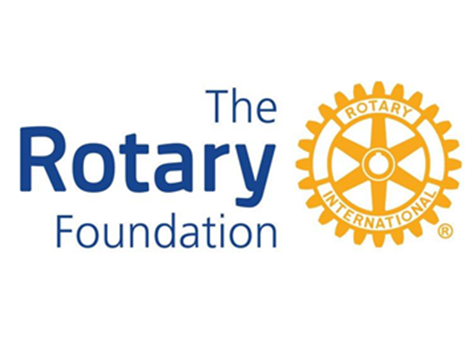 The
Rotary
Foundation
ROTARY
INTERNATIONAL
®